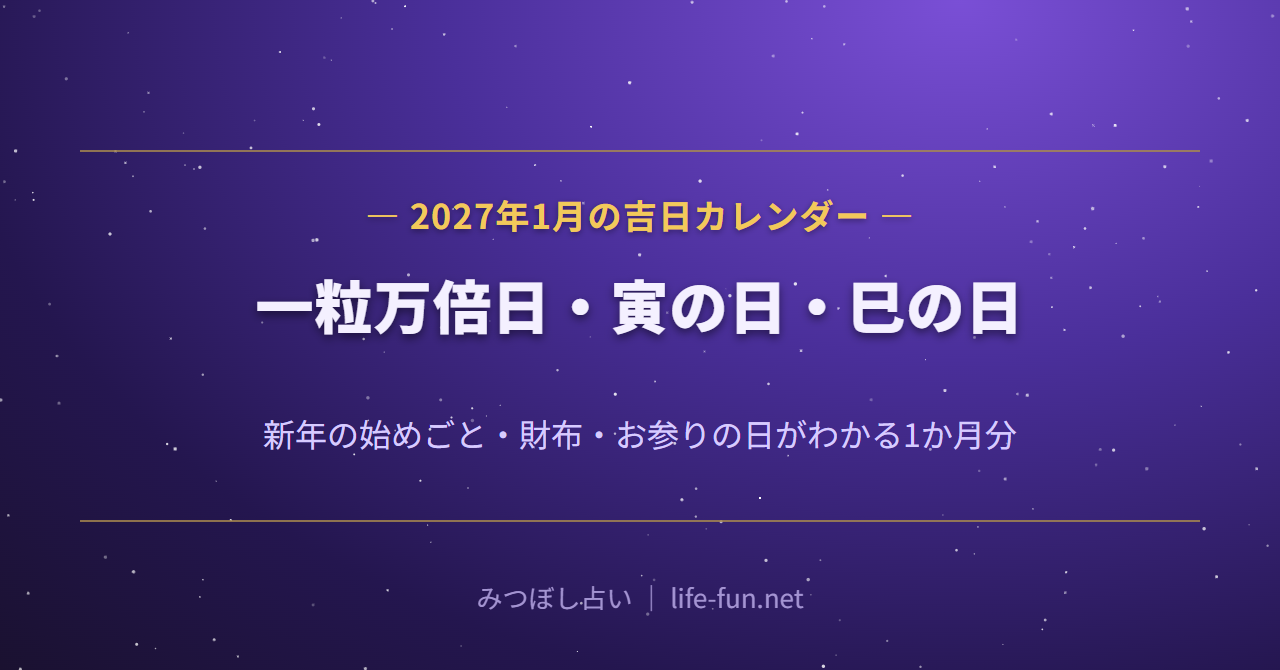 — 2027年1月の吉日カレンダー —
一粒万倍日・寅の日・巳の日
新年の始めごと・財布・お参りの日がわかる1か月分
みつぼし占い｜life-fun.net